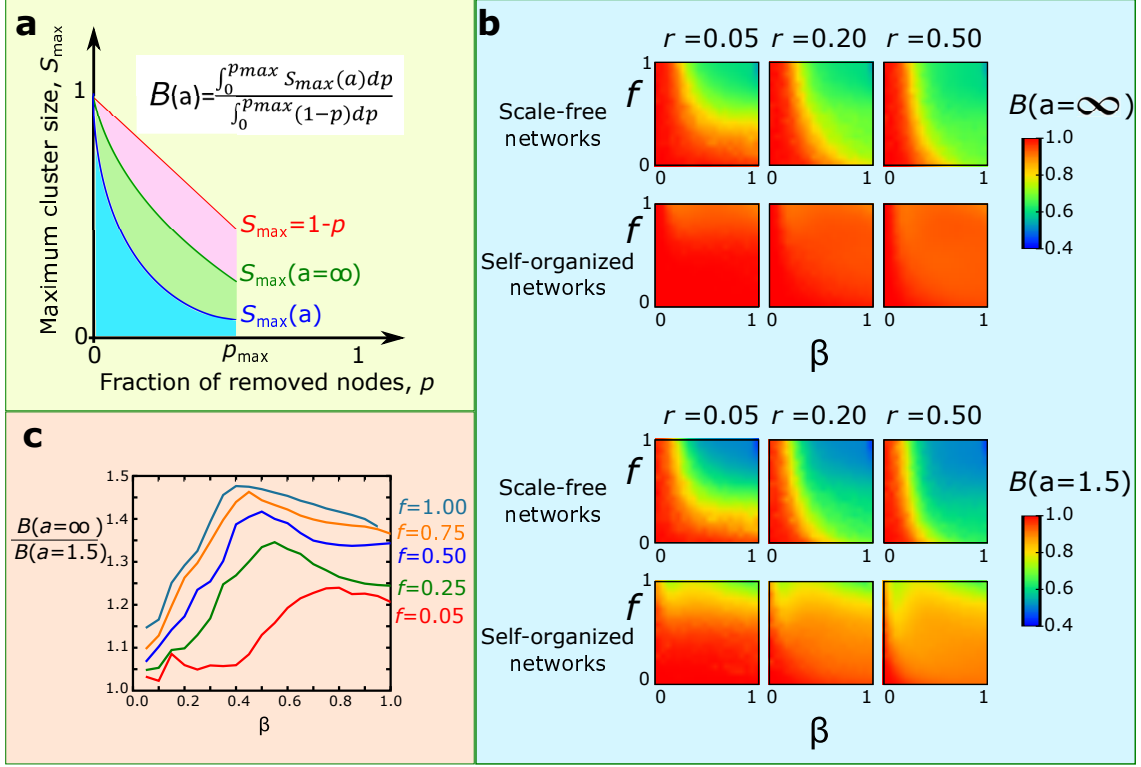 a
Maximum cluster size, Smax
1
0
B(a)=∫₀^pmax Smax(a)dp / ∫₀^pmax (1−p)dp
Smax=1-p
Smax(a=∞)
Smax(a)
0
pmax
1
Fraction of removed nodes, p
b
r =0.05 r =0.20 r =0.50
Scale-free
networks
f
1
0
0 1 0 1 0 1
B(a=∞)
1.0
0.8
0.6
0.4
Self-organized
networks
f
1
0
0 1 0 1 0 1
β
r =0.05 r =0.20 r =0.50
Scale-free
networks
f
1
0
0 1 0 1 0 1
B(a=1.5)
1.0
0.8
0.6
0.4
Self-organized
networks
f
1
0
0 1 0 1 0 1
β
c
B(a=∞)
B(a=1.5)
1.5
1.4
1.3
1.2
1.1
1.0
f=1.00
f=0.75
f=0.50
f=0.25
f=0.05
0.0 0.2 0.4 0.6 0.8 1.0
β